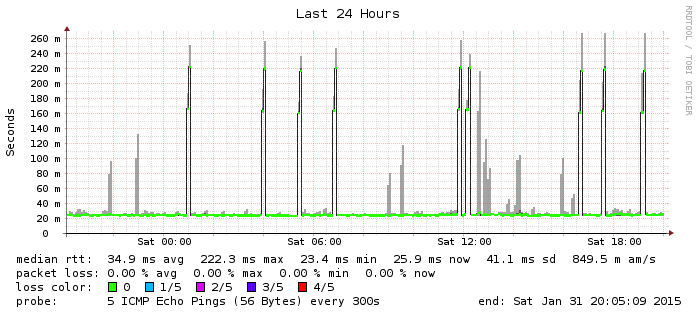 Last 24 Hours
RRDTOOL / TOBI OETIKER
Seconds
260 m
240 m
220 m
200 m
180 m
160 m
140 m
120 m
100 m
80 m
60 m
40 m
20 m
0
Sat 00:00 Sat 06:00 Sat 12:00 Sat 18:00
median rtt: 34.9 ms avg 222.3 ms max 23.4 ms min 25.9 ms now 41.1 ms sd 849.5 m am/s
packet loss: 0.00 % avg 0.00 % max 0.00 % min 0.00 % now
loss color: 0 1/5 2/5 3/5 4/5
probe: 5 ICMP Echo Pings (56 Bytes) every 300s end: Sat Jan 31 20:05:09 2015